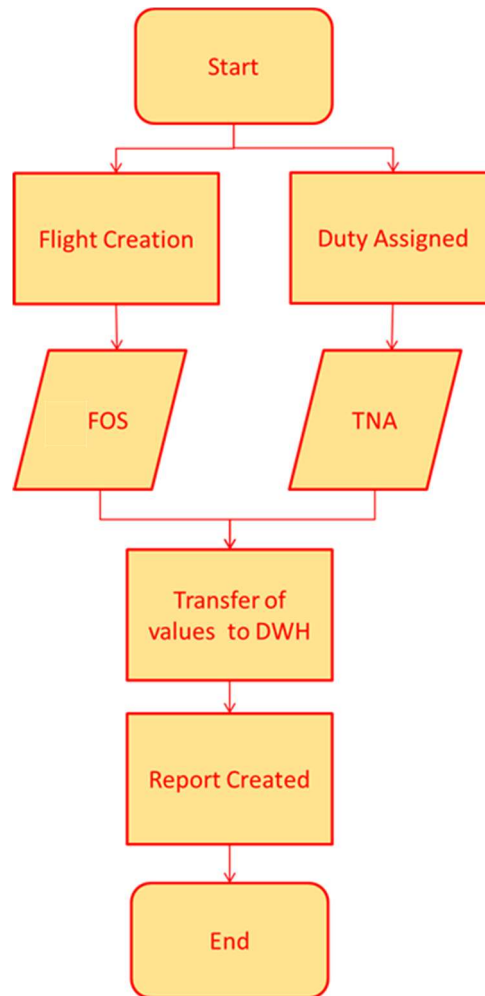 Start
Flight Creation
Duty Assigned
FOS
TNA
Transfer of
values to DWH
Report Created
End